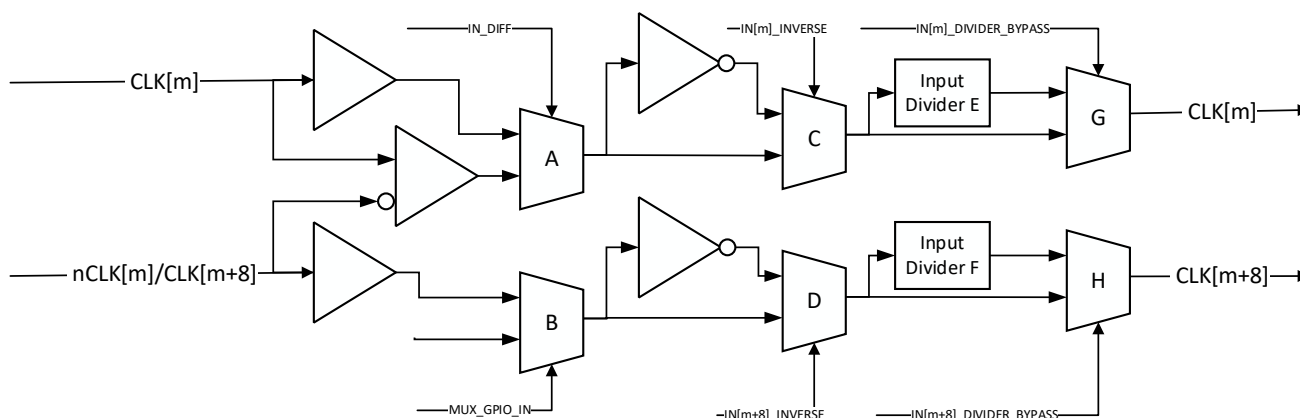 IN_DIFF
IN[m]_INVERSE
IN[m]_DIVIDER_BYPASS
CLK[m]
A
C
Input
Divider E
G
CLK[m]
nCLK[m]/CLK[m+8]
B
D
Input
Divider F
H
CLK[m+8]
MUX_GPIO_IN
IN[m+8]_INVERSE
IN[m+8]_DIVIDER_BYPASS